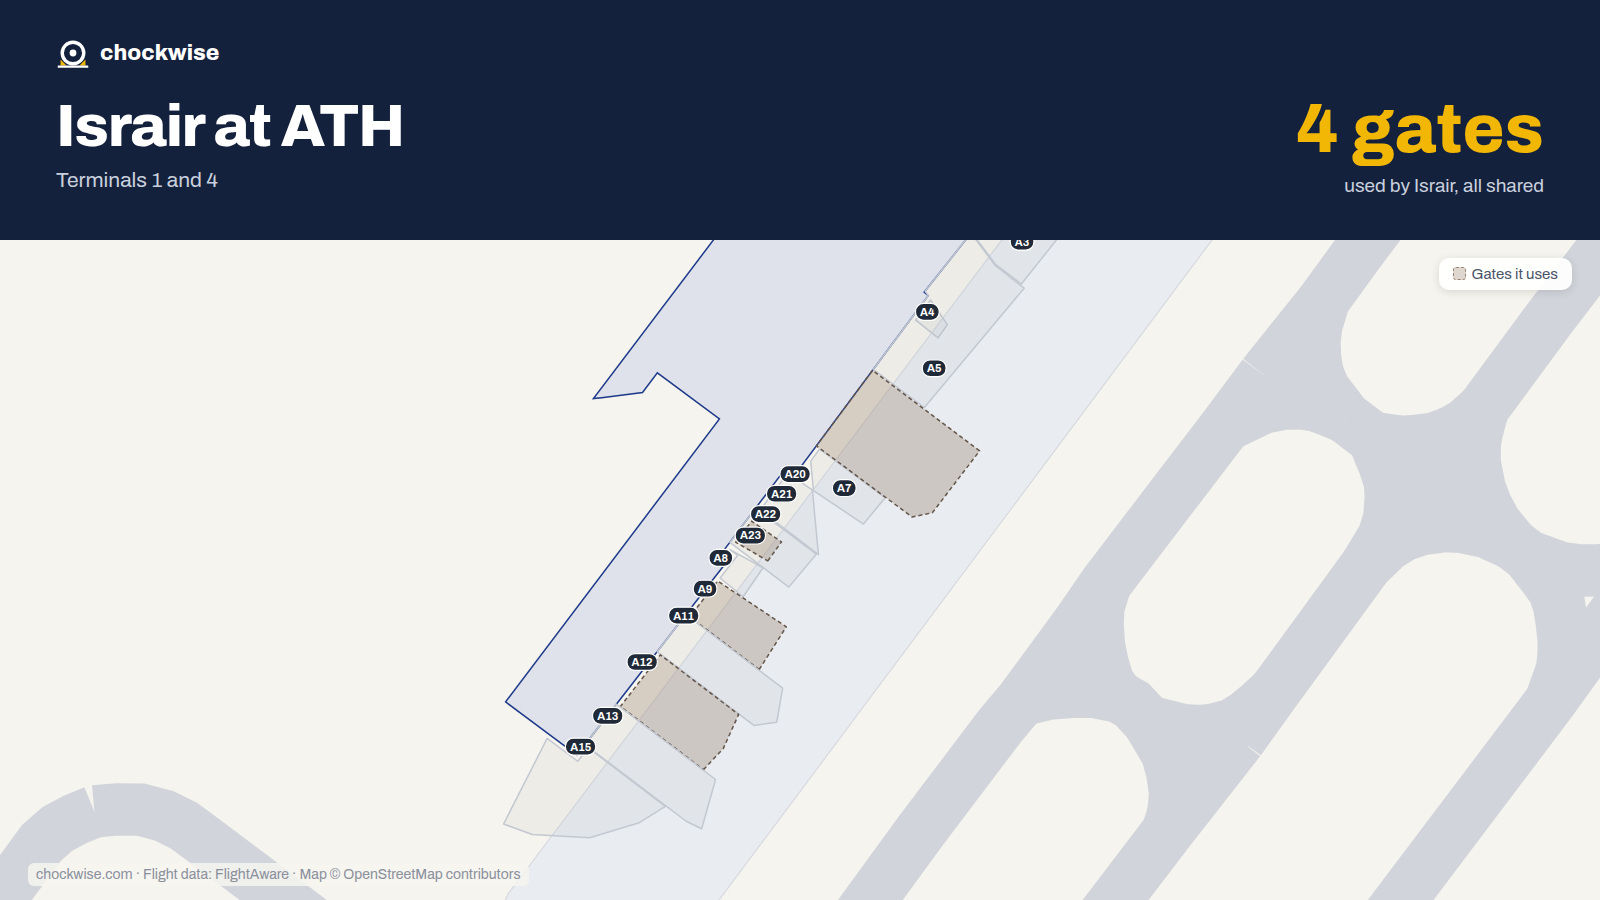 chockwise
Israir at ATH
Terminals 1 and 4
4 gates
used by Israir, all shared
Gates it uses
A3
A4
A5
A20
A7
A21
A22
A23
A8
A9
A11
A12
A13
A15
chockwise.com · Flight data: FlightAware · Map © OpenStreetMap contributors